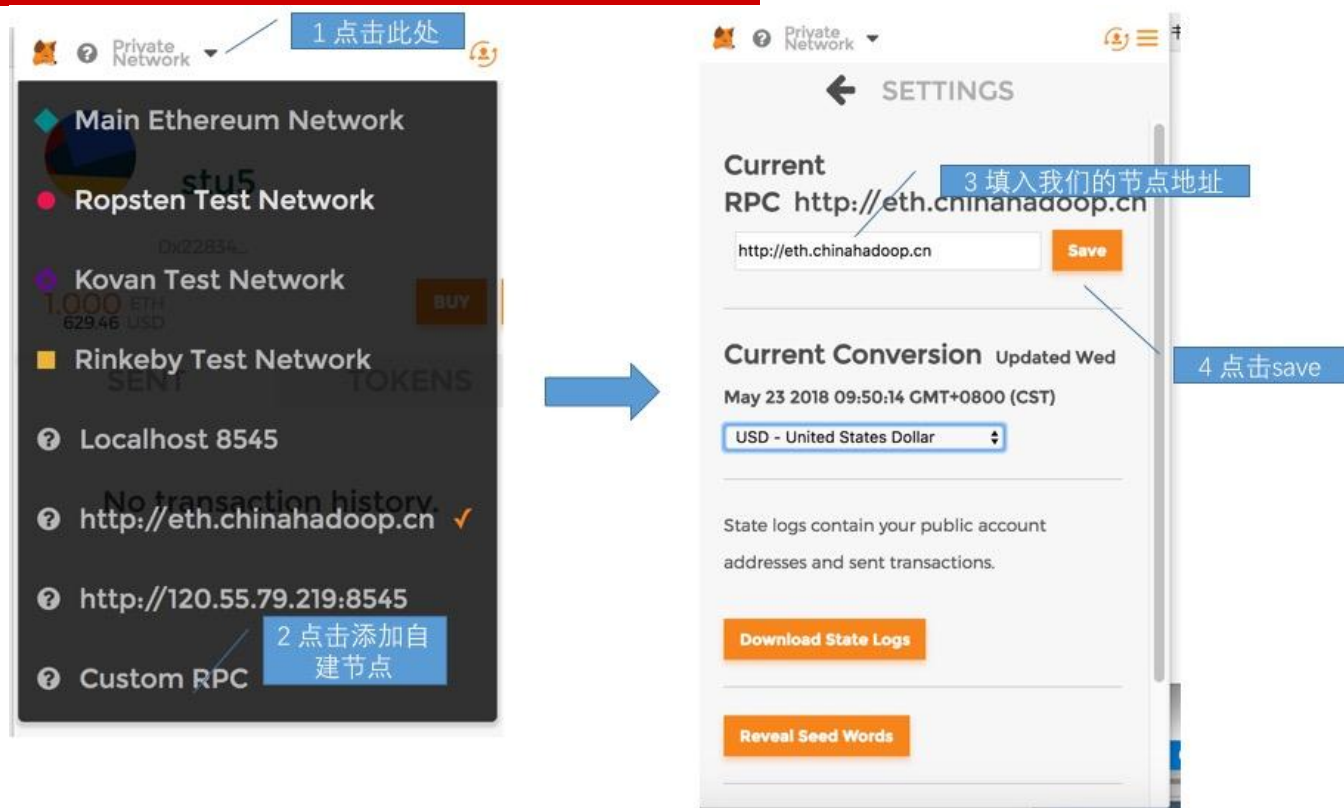 1 点击此处
Private
Network
Main Ethereum Network
stu5
Ropsten Test Network
0x22834...
Kovan Test Network
1.000 ETH
BUY
629.46 USD
Rinkeby Test Network
SENT
TOKENS
Localhost 8545
No transaction history.
http://eth.chinahadoop.cn
http://120.55.79.219:8545
2 点击添加自
建节点
Custom RPC
Private
Network
SETTINGS
Current
3 填入我们的节点地址
RPC http://eth.chinahadoop.cn
http://eth.chinahadoop.cn
Save
Current Conversion Updated Wed
May 23 2018 09:50:14 GMT+0800 (CST)
4 点击save
USD - United States Dollar
State logs contain your public account
addresses and sent transactions.
Download State Logs
Reveal Seed Words